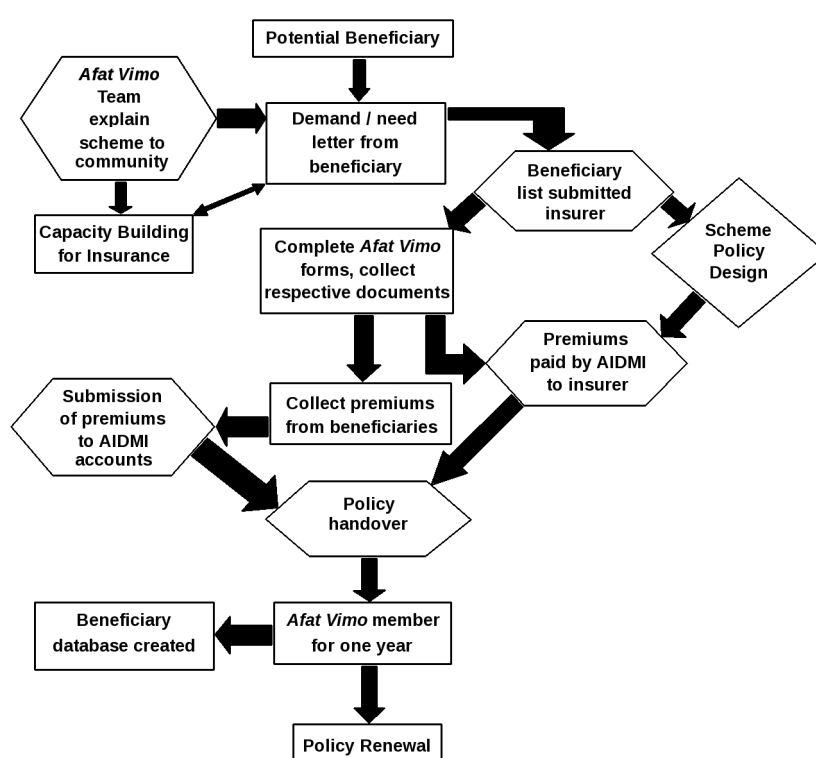 Potential Beneficiary
Afat Vimo
Team
explain
scheme to
community
Demand / need
letter from
beneficiary
Beneficiary
list submitted
insurer
Capacity Building
for Insurance
Complete Afat Vimo
forms, collect
respective documents
Scheme
Policy
Design
Premiums
paid by AIDMI
to insurer
Collect premiums
from beneficiaries
Submission
of premiums
to AIDMI
accounts
Policy
handover
Beneficiary
database created
Afat Vimo member
for one year
Policy Renewal